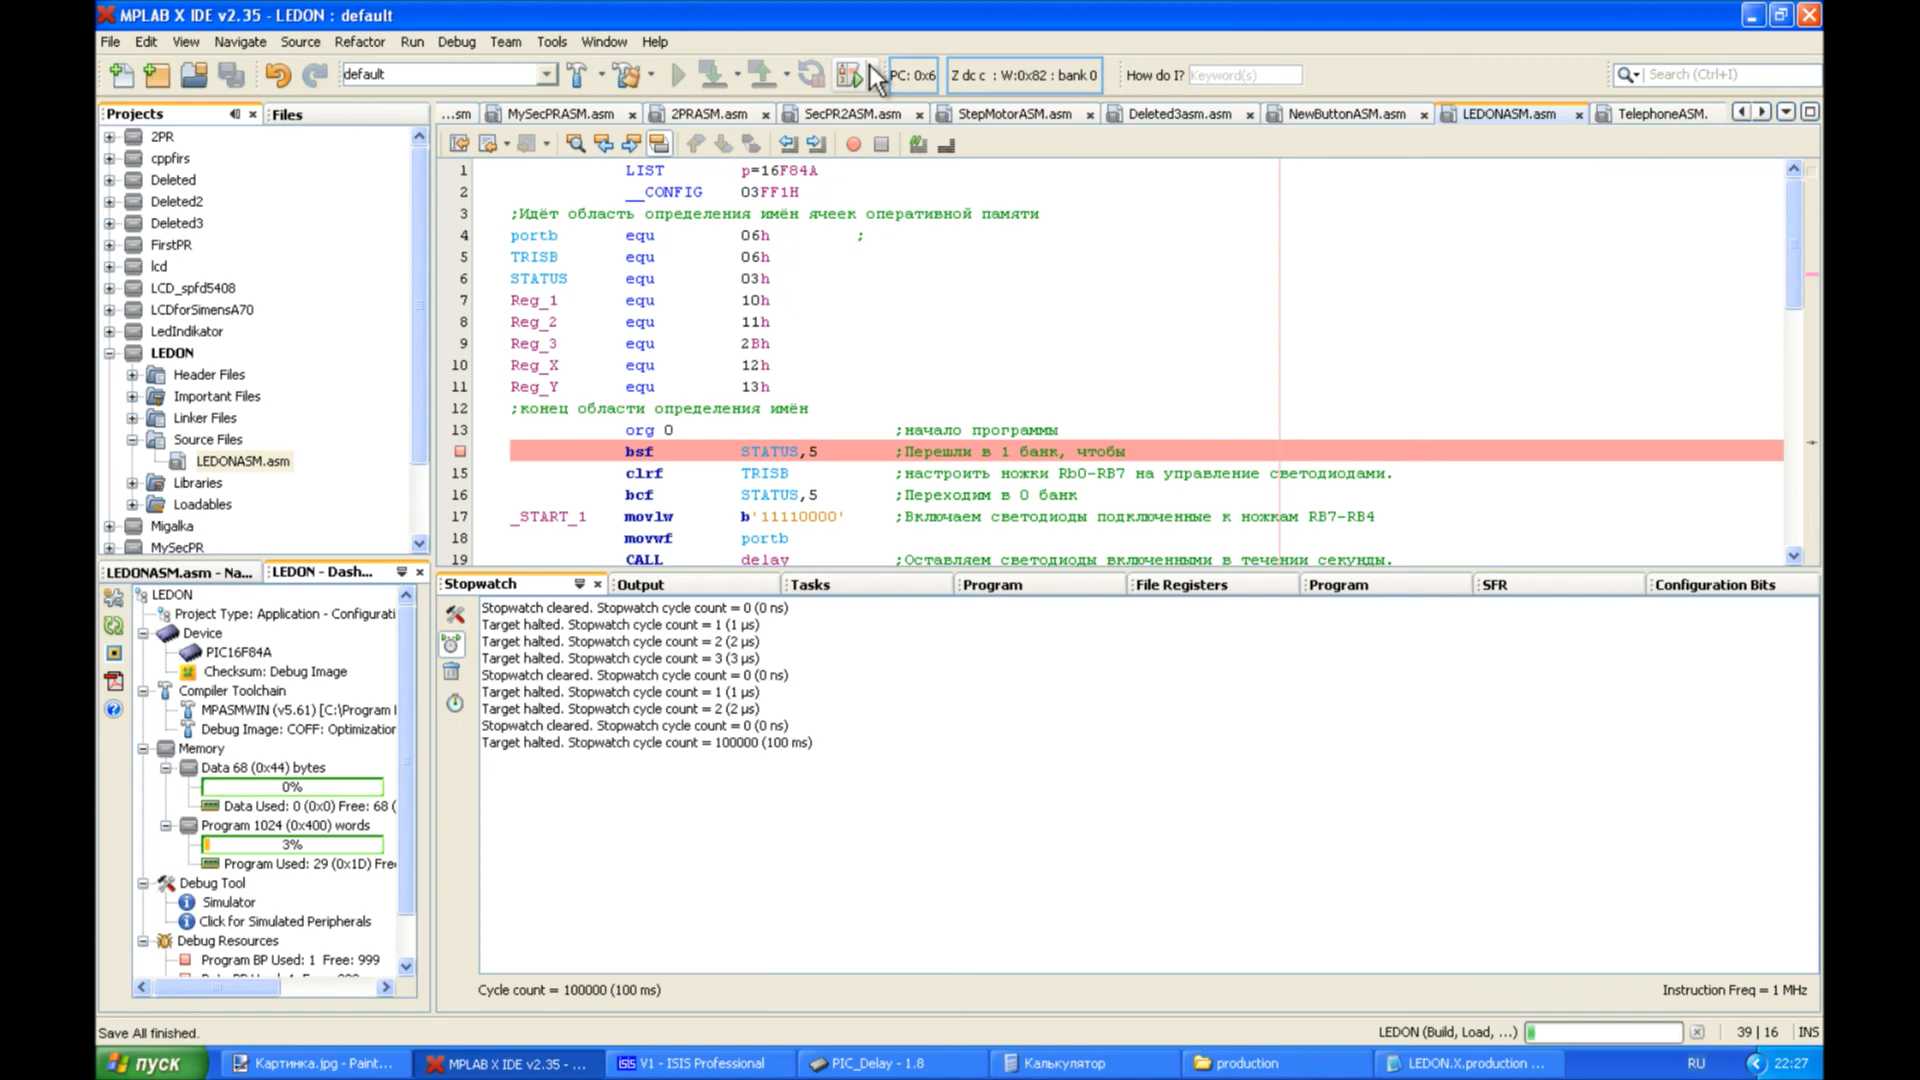 MPLAB X IDE v2.35 - LEDON : default
File Edit View Navigate Source Refactor Run Debug Team Tools Window Help
default PC: 0x6 Z dc c : W:0x82 : bank 0 How do I? Keyword(s) Search (Ctrl+I)
Projects Files
2PR
cppfirs
Deleted
Deleted2
Deleted3
FirstPR
lcd
LCD_spfd5408
LCDforSimensA70
LedIndikator
LEDON
Header Files
Important Files
Linker Files
Source Files
LEDONASM.asm
Libraries
Loadables
Migalka
MySecPR
...sm MySecPRASM.asm 2PRASM.asm SecPR2ASM.asm StepMotorASM.asm Deleted3asm.asm NewButtonASM.asm LEDONASM.asm TelephoneASM.
1 LIST p=16F84A
2 __CONFIG 03FF1H
3 ;Идёт область определения имён ячеек оперативной памяти
4 portb equ 06h ;
5 TRISB equ 06h
6 STATUS equ 03h
7 Reg_1 equ 10h
8 Reg_2 equ 11h
9 Reg_3 equ 2Bh
10 Reg_X equ 12h
11 Reg_Y equ 13h
12 ;конец области определения имён
13 org 0 ;начало программы
bsf STATUS,5 ;Перешли в 1 банк, чтобы
15 clrf TRISB ;настроить ножки Rb0-RB7 на управление светодиодами.
16 bcf STATUS,5 ;Переходим в 0 банк
17 _START_1 movlw b'11110000' ;Включаем светодиоды подключенные к ножкам RB7-RB4
18 movwf portb
19 CALL delay ;Оставляем светодиоды включенными в течении секунды.
LEDONASM.asm - Na... LEDON - Dash...
LEDON
Project Type: Application - Configurati
Device
PIC16F84A
Checksum: Debug Image
Compiler Toolchain
MPASMWIN (v5.61) [C:\Program
Debug Image: COFF: Optimization
Memory
Data 68 (0x44) bytes
0%
Data Used: 0 (0x0) Free: 68 (
Program 1024 (0x400) words
3%
Program Used: 29 (0x1D) Fre
Debug Tool
Simulator
Click for Simulated Peripherals
Debug Resources
Program BP Used: 1 Free: 999
Stopwatch Output Tasks Program File Registers Program SFR Configuration Bits
Stopwatch cleared. Stopwatch cycle count = 0 (0 ns)
Target halted. Stopwatch cycle count = 1 (1 µs)
Target halted. Stopwatch cycle count = 2 (2 µs)
Target halted. Stopwatch cycle count = 3 (3 µs)
Stopwatch cleared. Stopwatch cycle count = 0 (0 ns)
Target halted. Stopwatch cycle count = 1 (1 µs)
Target halted. Stopwatch cycle count = 2 (2 µs)
Stopwatch cleared. Stopwatch cycle count = 0 (0 ns)
Target halted. Stopwatch cycle count = 100000 (100 ms)
Cycle count = 100000 (100 ms) Instruction Freq = 1 MHz
Save All finished. LEDON (Build, Load, ...) 39 | 16 INS
пуск Картинка.jpg - Paint... MPLAB X IDE v2.35 - ... ISIS V1 - ISIS Professional PIC_Delay - 1.8 Калькулятор production LEDON.X.production ... RU 22:27